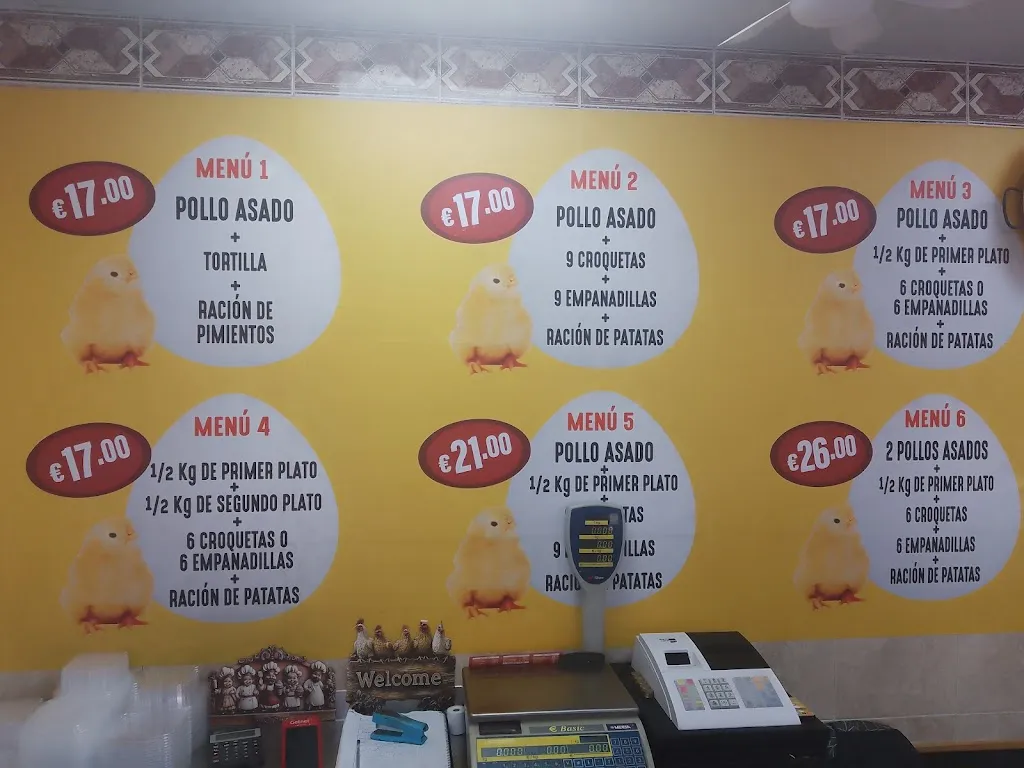 €17.00
MENÚ 1
POLLO ASADO
+
TORTILLA
+
RACIÓN DE
PIMIENTOS
€17.00
MENÚ 2
POLLO ASADO
+
9 CROQUETAS
+
9 EMPANADILLAS
+
RACIÓN DE PATATAS
€17.00
MENÚ 3
POLLO ASADO
+
1/2 Kg DE PRIMER PLATO
+
6 CROQUETAS O
6 EMPAÑADILLAS
+
RACIÓN DE PATATAS
€17.00
MENÚ 4
1/2 Kg DE PRIMER PLATO
+
1/2 Kg DE SEGUNDO PLATO
+
6 CROQUETAS O
6 EMPAÑADILLAS
+
RACIÓN DE PATATAS
€21.00
MENÚ 5
POLLO ASADO
+
1/2 Kg DE PRIMER PLATO
+
9
PATATAS
€26.00
MENÚ 6
2 POLLOS ASADOS
+
1/2 Kg DE PRIMER PLATO
+
6 CROQUETAS
+
6 EMPAÑADILLAS
+
RACIÓN DE PATATAS
Welcome
€ Basic